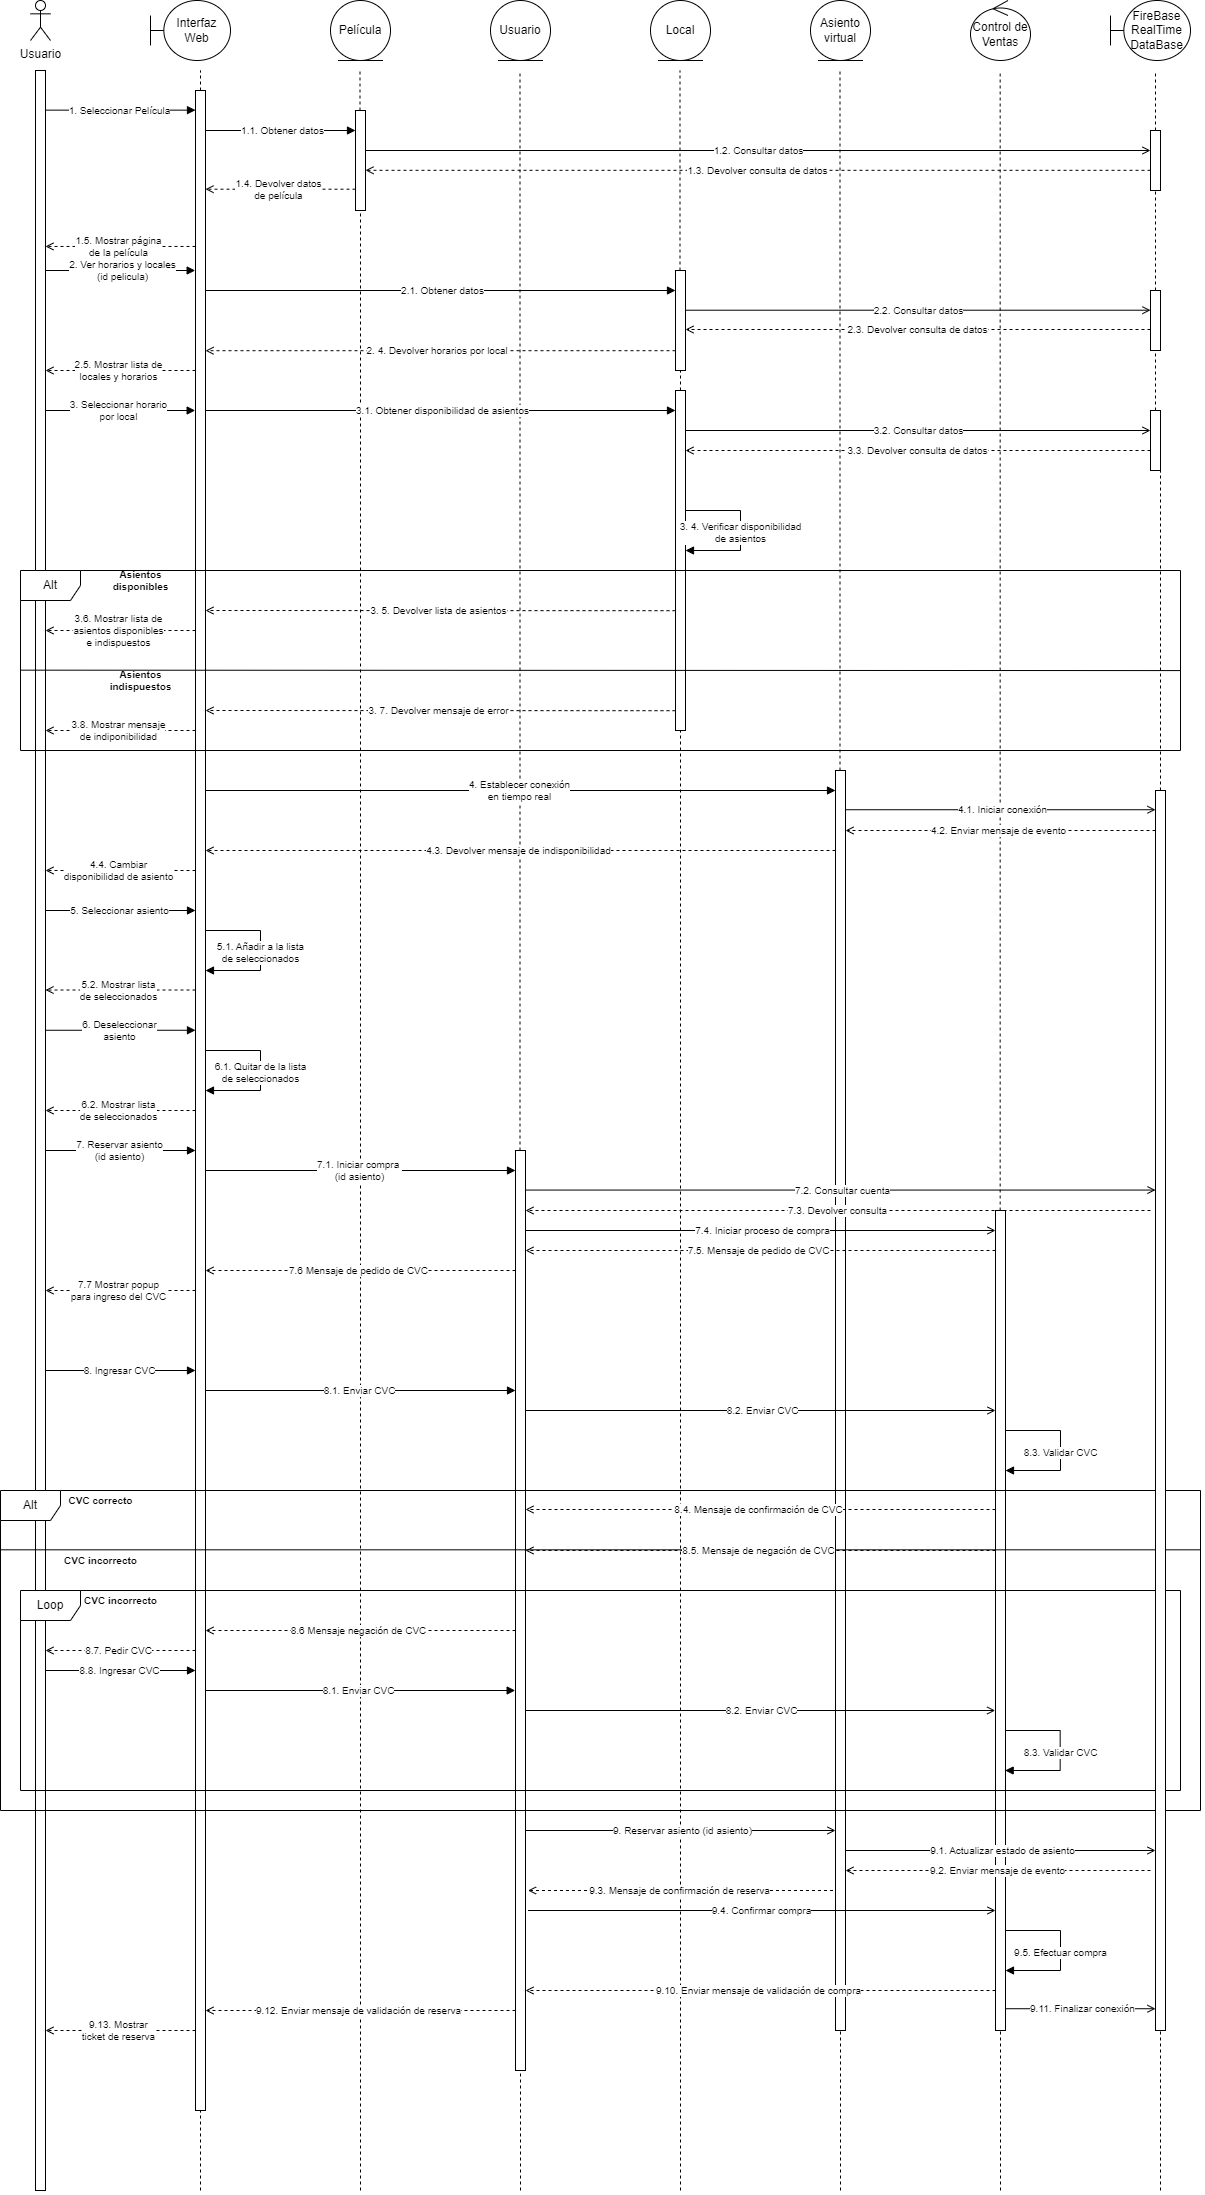 Usuario
Interfaz
Web
Película
Usuario
Local
Asiento
virtual
Control de
Ventas
FireBase
RealTime
DataBase
1. Seleccionar Película
1.1. Obtener datos
1.2. Consultar datos
1.3. Devolver consulta de datos
1.4. Devolver datos
de película
1.5. Mostrar página
de la película
2. Ver horarios y locales
(id pelicula)
2.1. Obtener datos
2.2. Consultar datos
2.3. Devolver consulta de datos
2. 4. Devolver horarios por local
2.5. Mostrar lista de
locales y horarios
3. Seleccionar horario
por local
3.1. Obtener disponibilidad de asientos
3.2. Consultar datos
3.3. Devolver consulta de datos
3. 4. Verificar disponibilidad
de asientos
Alt
Asientos
disponibles
3. 5. Devolver lista de asientos
3.6. Mostrar lista de
asientos disponibles
e indispuestos
Asientos
indispuestos
3. 7. Devolver mensaje de error
3.8. Mostrar mensaje
de indiponibilidad
4. Establecer conexión
en tiempo real
4.1. Iniciar conexión
4.2. Enviar mensaje de evento
4.3. Devolver mensaje de indisponibilidad
4.4. Cambiar
disponibilidad de asiento
5. Seleccionar asiento
5.1. Añadir a la lista
de seleccionados
5.2. Mostrar lista
de seleccionados
6. Deseleccionar
asiento
6.1. Quitar de la lista
de seleccionados
6.2. Mostrar lista
de seleccionados
7. Reservar asiento
(id asiento)
7.1. Iniciar compra
(id asiento)
7.2. Consultar cuenta
7.3. Devolver consulta
7.4. Iniciar proceso de compra
7.5. Mensaje de pedido de CVC
7.6 Mensaje de pedido de CVC
7.7 Mostrar popup
para ingreso del CVC
8. Ingresar CVC
8.1. Enviar CVC
8.2. Enviar CVC
8.3. Validar CVC
Alt
CVC correcto
8.4. Mensaje de confirmación de CVC
8.5. Mensaje de negación de CVC
CVC incorrecto
Loop
CVC incorrecto
8.6 Mensaje negación de CVC
8.7. Pedir CVC
8.8. Ingresar CVC
8.1. Enviar CVC
8.2. Enviar CVC
8.3. Validar CVC
9. Reservar asiento (id asiento)
9.1. Actualizar estado de asiento
9.2. Enviar mensaje de evento
9.3. Mensaje de confirmación de reserva
9.4. Confirmar compra
9.5. Efectuar compra
9.10. Enviar mensaje de validación de compra
9.11. Finalizar conexión
9.12. Enviar mensaje de validación de reserva
9.13. Mostrar
ticket de reserva